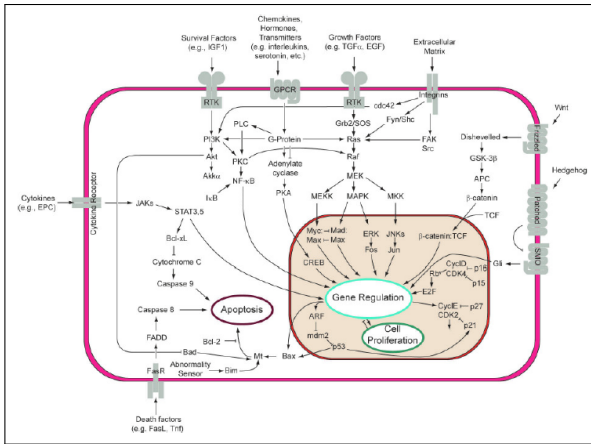 Survival Factors
(e.g., IGF1)
Chemokines,
Hormones,
Transmitters
(e.g. interleukins,
serotonin, etc.)
Growth Factors
(e.g. TGFα, EGF)
Extracellular
Matrix
RTK
GPCR
RTK
Integrins
cdc42
Wnt
PLC
Grb2/SOS
Fyn/Shc
Frizzled
PI3K
G-Protein
Ras
FAK
Src
Dishevelled
Akt
PKC
Adenylate
cyclase
Raf
GSK-3β
Hedgehog
Akkα
NF-κB
MEK
APC
IκB
PKA
MEKK
MAPK
MKK
β-catenin
Patched
Cytokines
(e.g., EPC)
Cytokine Receptor
JAKs
STAT3,5
TCF
Myc:
Mad:
Max
Max
ERK
Fos
JNKs
Jun
β-catenin:TCF
SMO
Bcl-xL
Cytochrome C
CREB
CycID
Rb
CDK4
p16
p15
Gli
Caspase 9
Gene Regulation
E2F
Caspase 8
Apoptosis
ARF
CyclE
CDK2
p27
p21
FADD
Bcl-2
mdm2
Cell
Proliferation
p53
Bad
Mt
Bax
FasR
Abnormality
Sensor
Bim
Death factors
(e.g. FasL, Tnf)